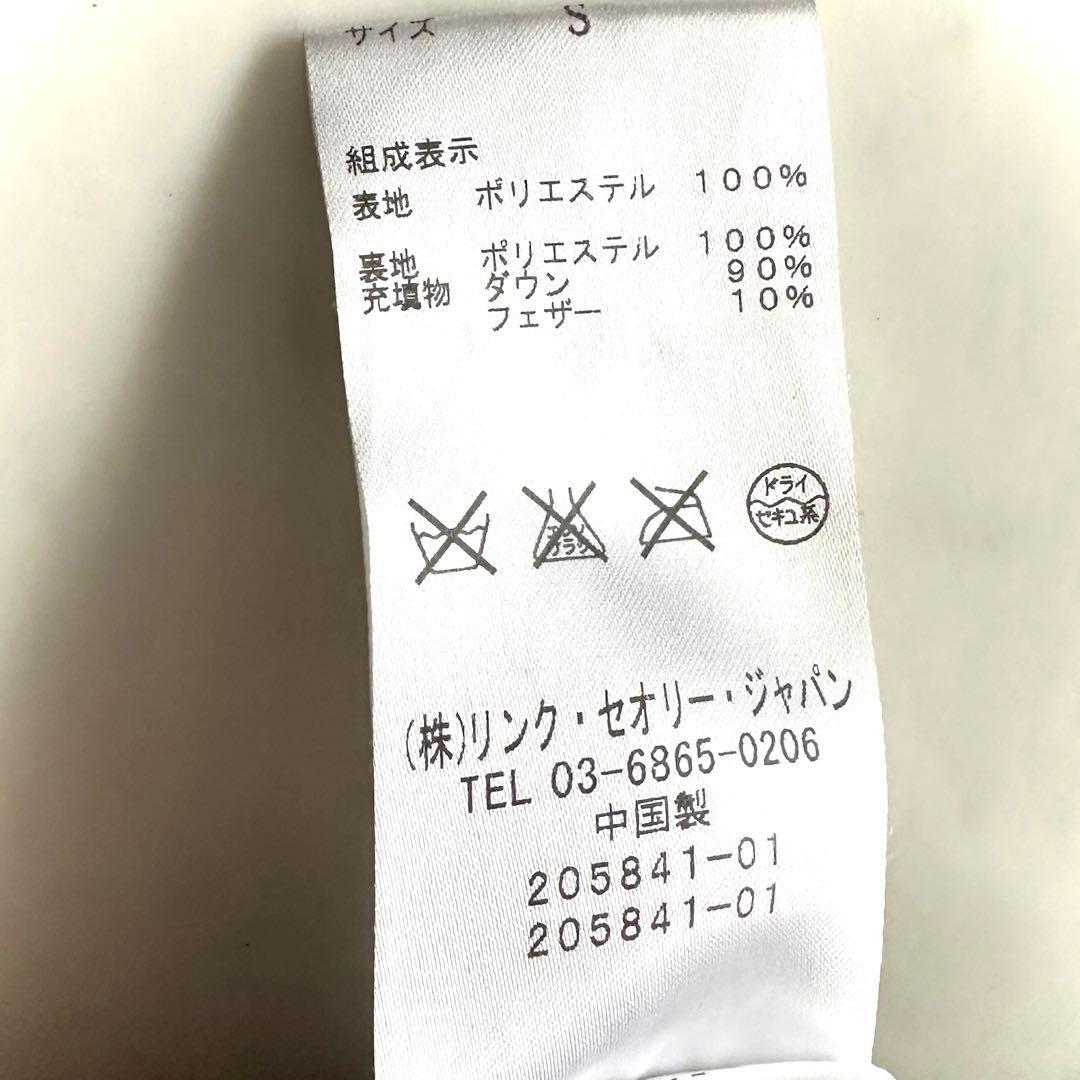 サイズ S
組成表示
表地 ポリエステル 100%
裏地 ポリエステル 100%
充填物 ダウン 90%
フェザー 10%
ドライ
セキユ系
(株)リンク・セオリー・ジャパン
TEL 03-6865-0206
中国製
205841-01
205841-01